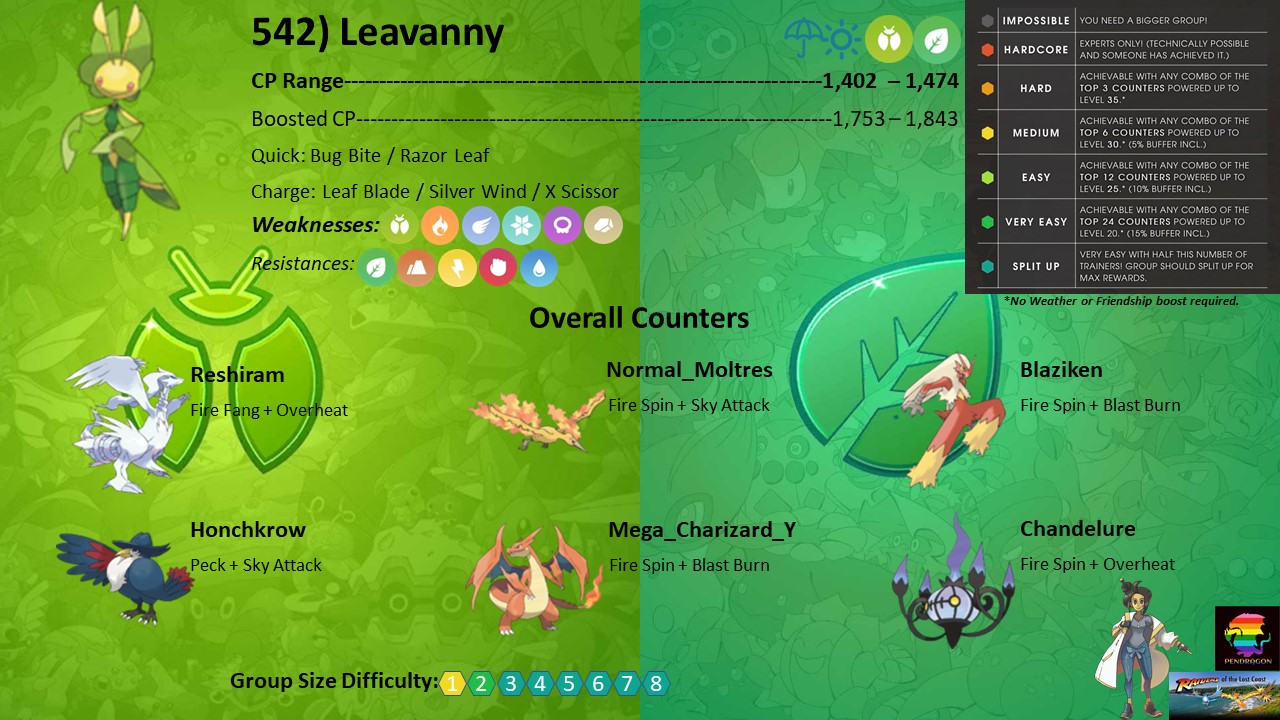 542) Leavanny
CP Range--------------------------------------------------------------------1,402 – 1,474
Boosted CP--------------------------------------------------------------------1,753 – 1,843
Quick: Bug Bite / Razor Leaf
Charge: Leaf Blade / Silver Wind / X Scissor
Weaknesses:
Resistances:
IMPOSSIBLE YOU NEED A BIGGER GROUP!
HARDCORE EXPERTS ONLY! (TECHNICALLY POSSIBLE
AND SOMEONE HAS ACHIEVED IT.)
HARD ACHIEVABLE WITH ANY COMBO OF THE
TOP 3 COUNTERS POWERED UP TO
LEVEL 35.*
MEDIUM ACHIEVABLE WITH ANY COMBO OF THE
TOP 6 COUNTERS POWERED UP TO
LEVEL 30.* (5% BUFFER INCL.)
EASY ACHIEVABLE WITH ANY COMBO OF THE
TOP 12 COUNTERS POWERED UP TO
LEVEL 25.* (10% BUFFER INCL.)
VERY EASY ACHIEVABLE WITH ANY COMBO OF THE
TOP 24 COUNTERS POWERED UP TO
LEVEL 20.* (15% BUFFER INCL.)
SPLIT UP VERY EASY WITH HALF THIS NUMBER OF
TRAINERS! GROUP SHOULD SPLIT UP FOR
MAX REWARDS.
*No Weather or Friendship boost required.
Overall Counters
Reshiram
Fire Fang + Overheat
Normal_Moltres
Fire Spin + Sky Attack
Blaziken
Fire Spin + Blast Burn
Honchkrow
Peck + Sky Attack
Mega_Charizard_Y
Fire Spin + Blast Burn
Chandelure
Fire Spin + Overheat
Group Size Difficulty: 1 2 3 4 5 6 7 8
PENDRAGON
RAIDERS of the Lost Coast